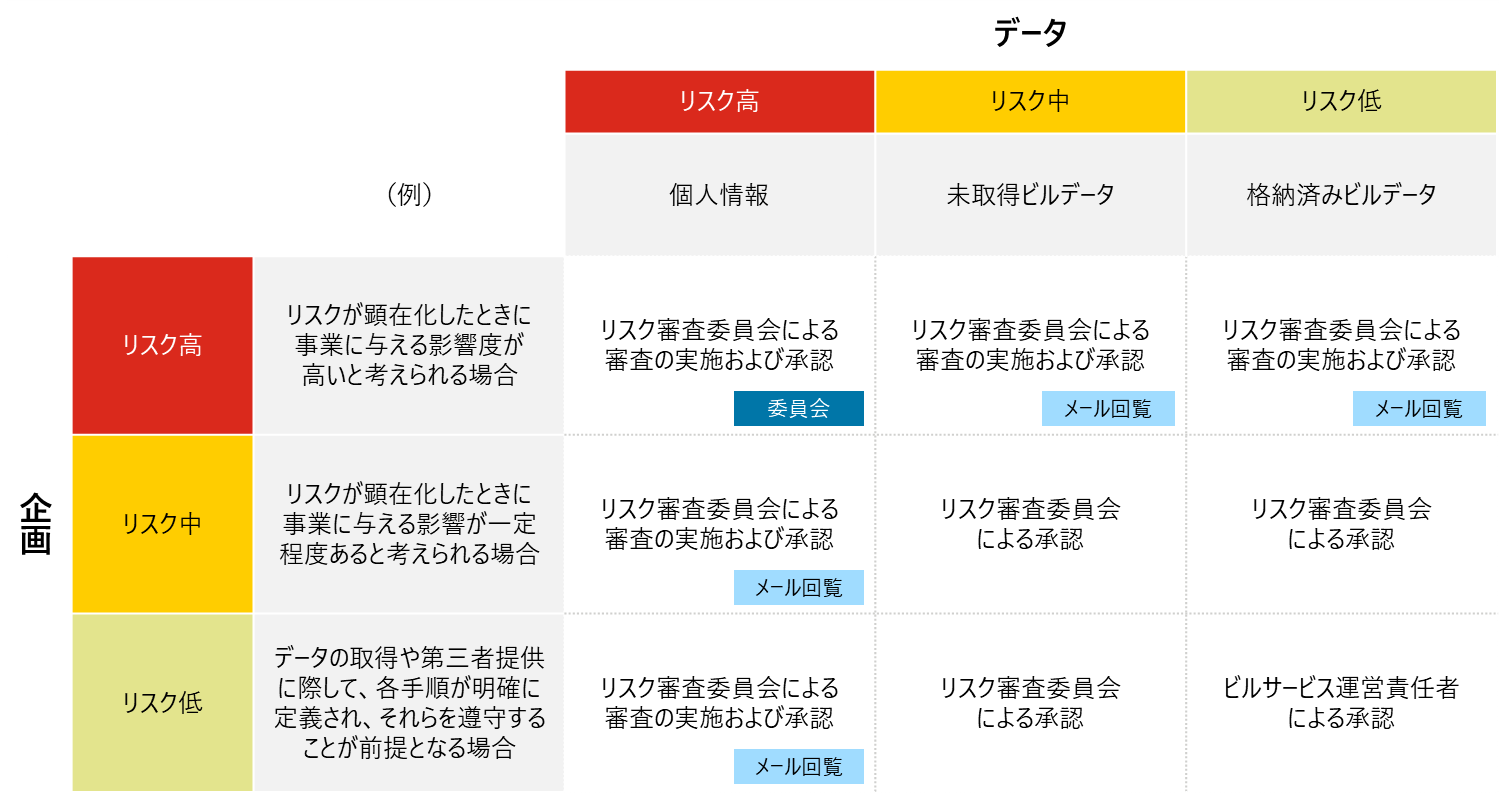 データ
リスク高
リスク中
リスク低
（例）
個人情報
未取得ビルデータ
格納済みビルデータ
企画
リスク高
リスクが顕在化したときに
事業に与える影響度が
高いと考えられる場合
リスク審査委員会による
審査の実施および承認
委員会
リスク審査委員会による
審査の実施および承認
メール回覧
リスク審査委員会による
審査の実施および承認
メール回覧
リスク中
リスクが顕在化したときに
事業に与える影響が一定
程度あると考えられる場合
リスク審査委員会による
審査の実施および承認
メール回覧
リスク審査委員会
による承認
リスク審査委員会
による承認
リスク低
データの取得や第三者提供
に際して、各手順が明確に
定義され、それらを遵守する
ことが前提となる場合
リスク審査委員会による
審査の実施および承認
メール回覧
リスク審査委員会
による承認
ビルサービス運営責任者
による承認